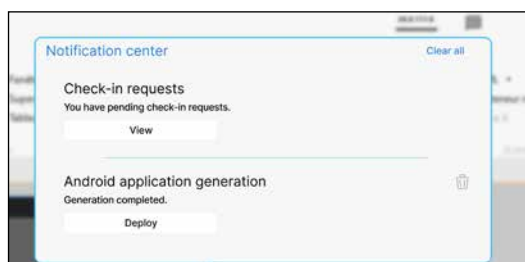 Notification center
Clear all
Check-in requests
You have pending check-in requests.
View
Android application generation
Generation completed.
Deploy